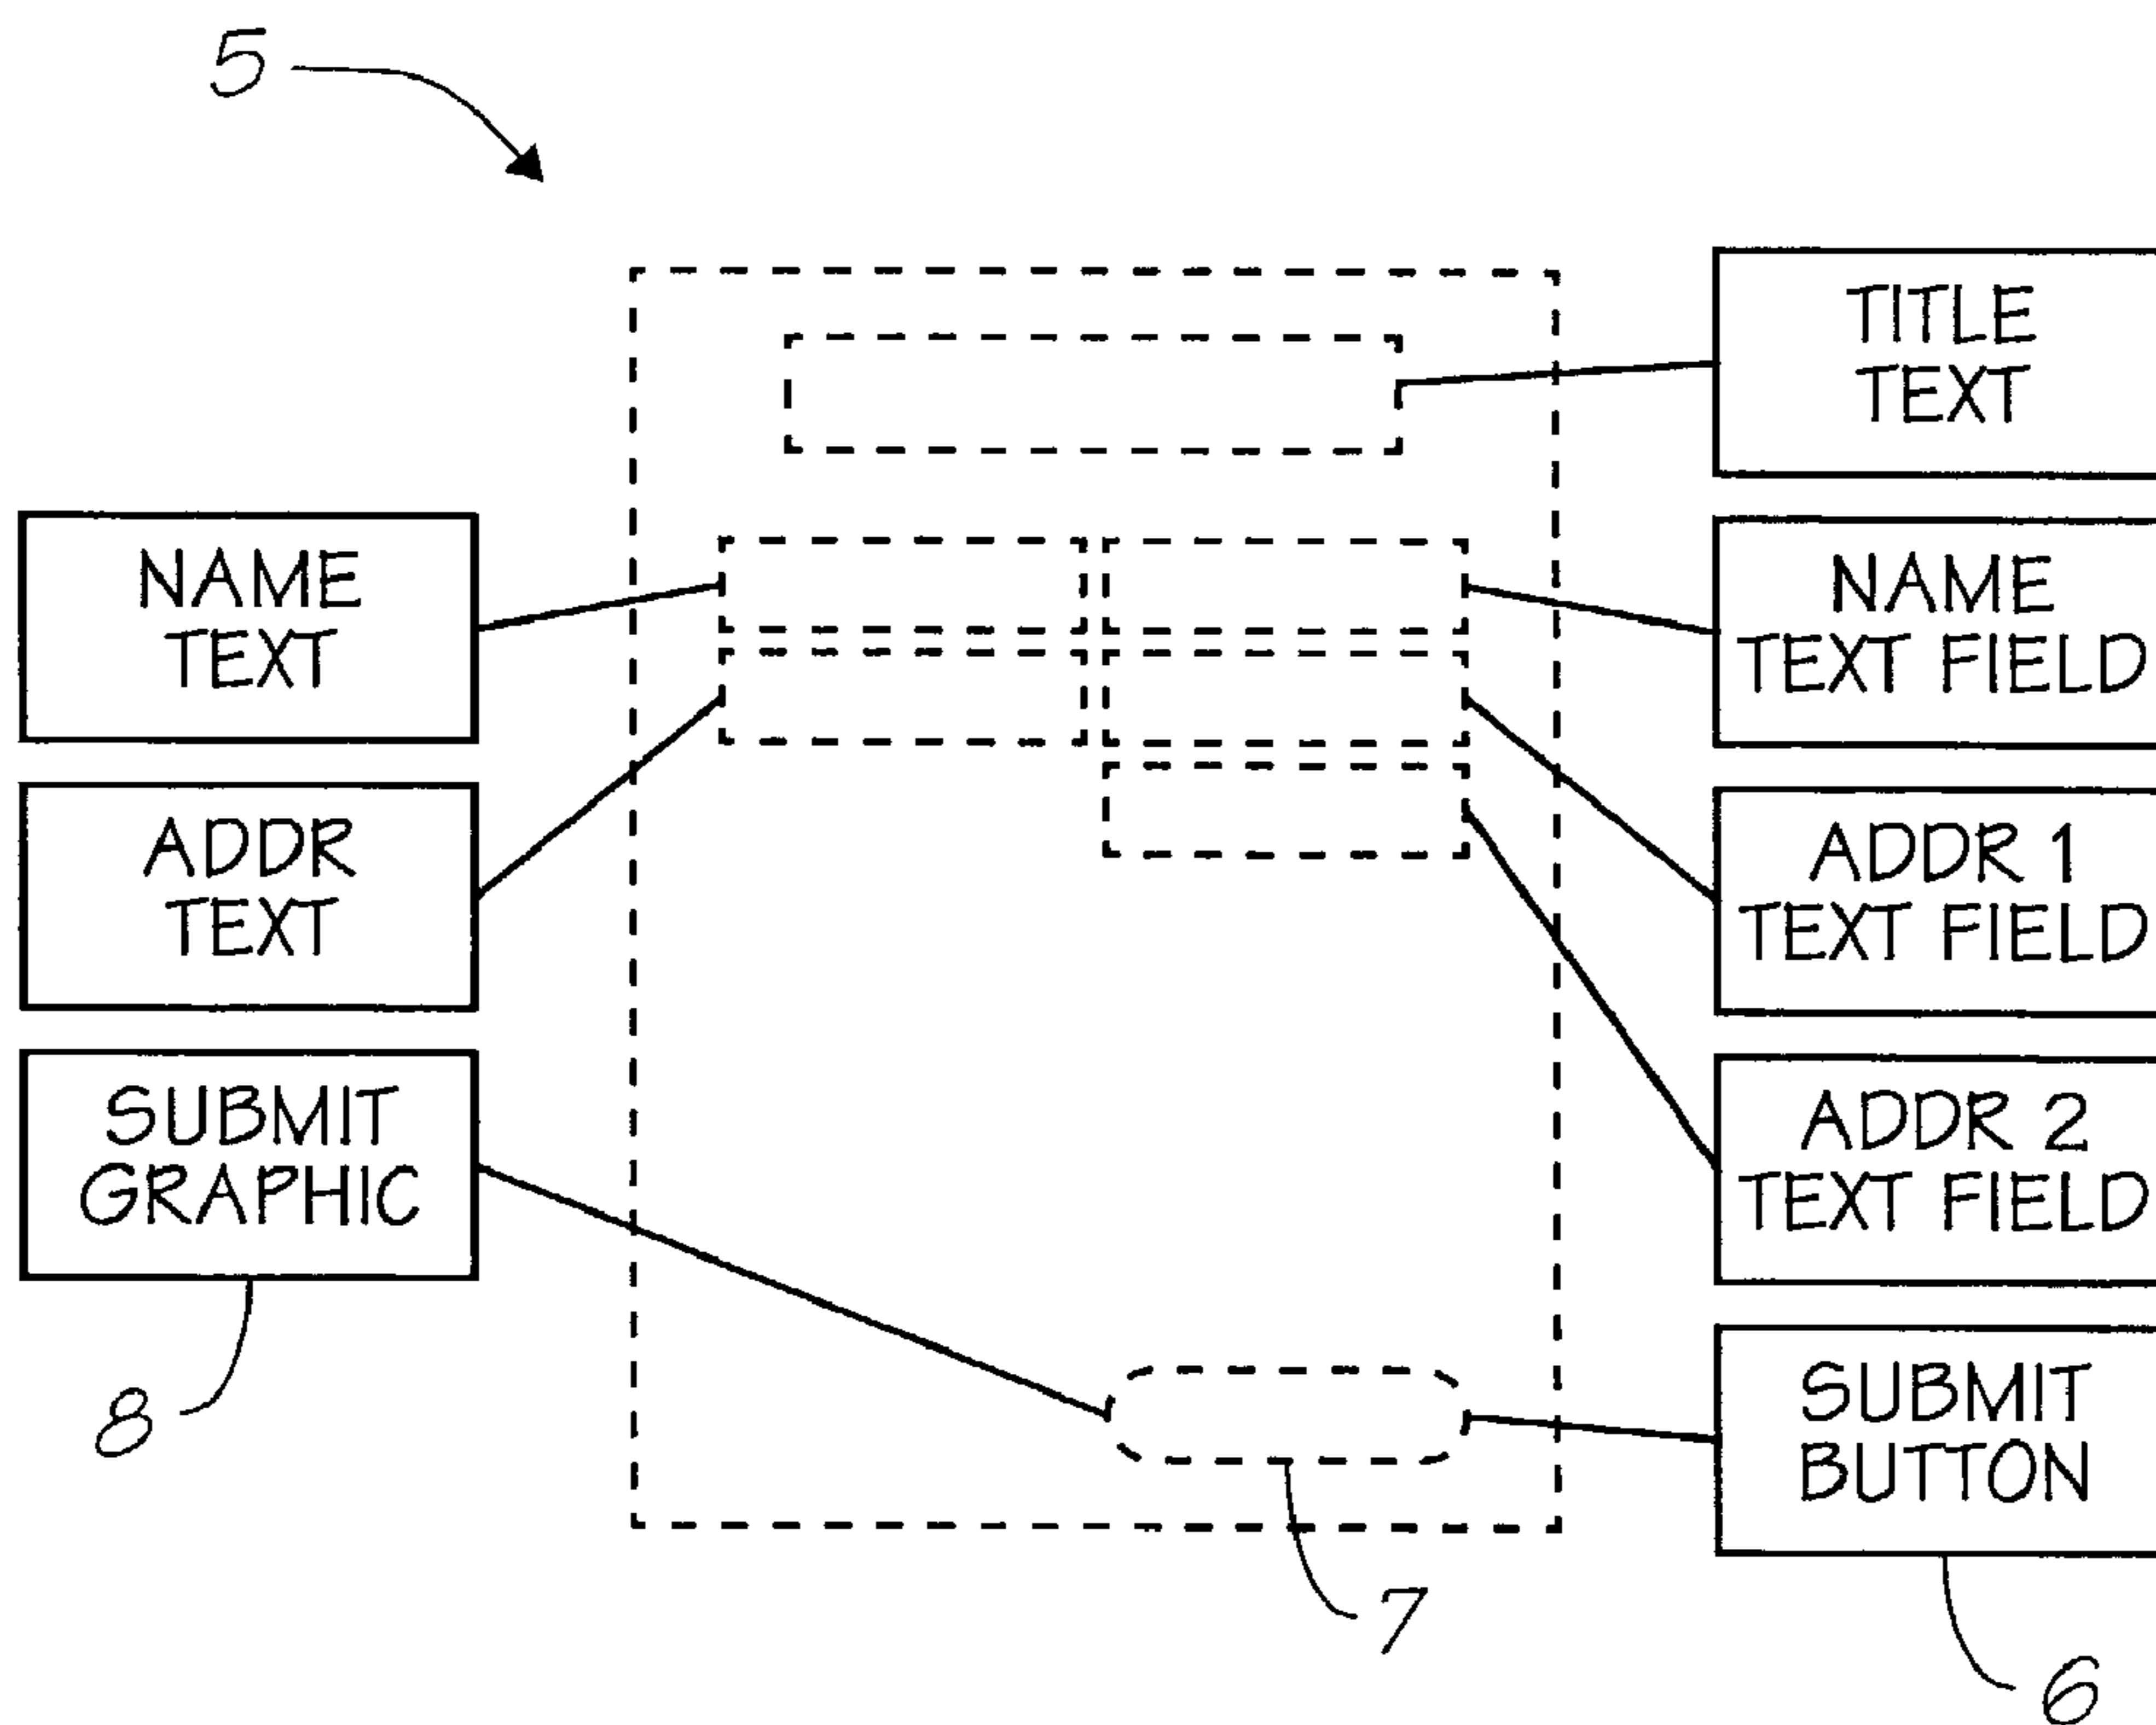 5
TITLE
TEXT
NAME
TEXT
NAME
TEXT FIELD
ADDR
TEXT
ADDR 1
TEXT FIELD
SUBMIT
GRAPHIC
ADDR 2
TEXT FIELD
8
SUBMIT
BUTTON
7
6